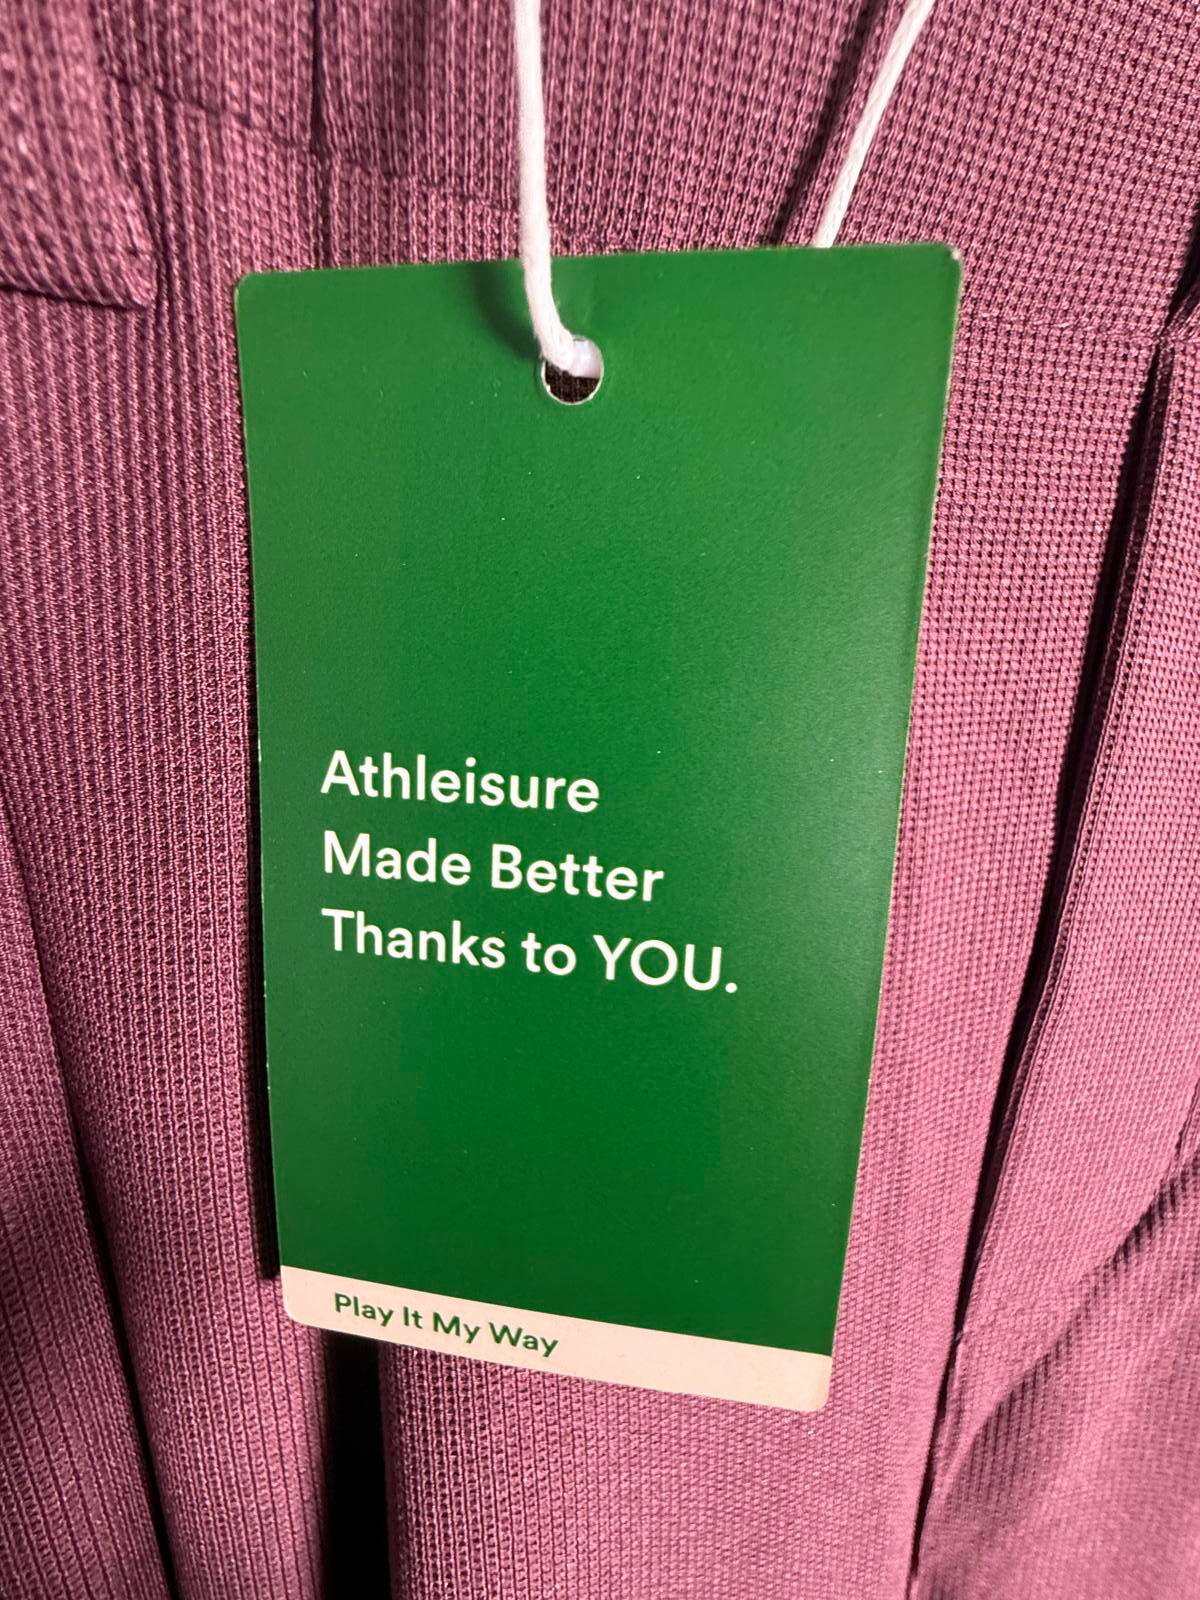 Athleisure
Made Better
Thanks to YOU.
Play It My Way